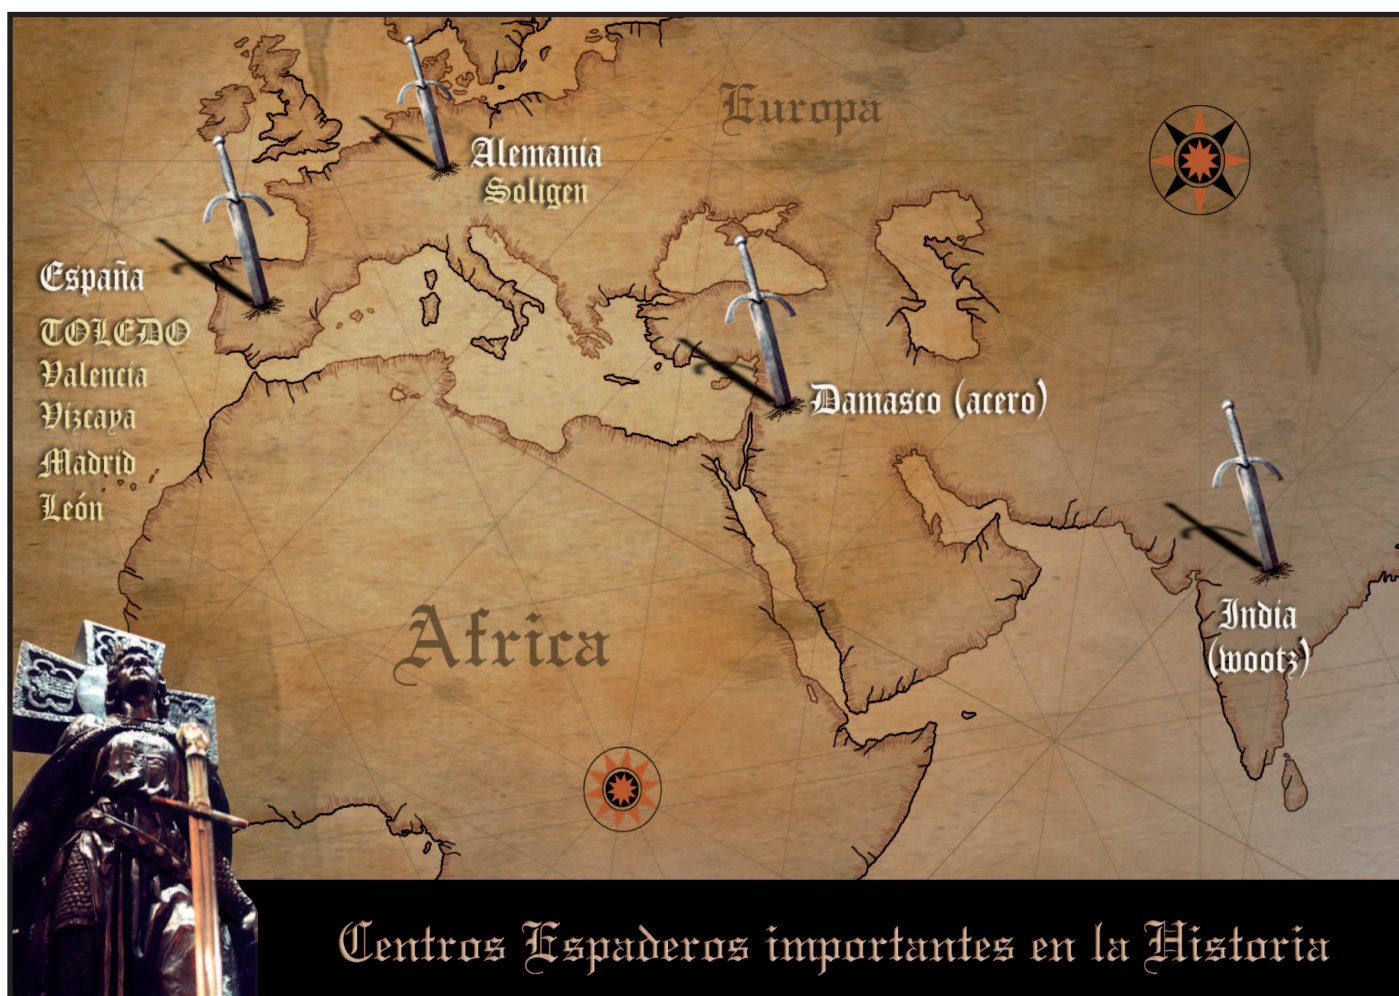 Europa
Alemania
Soligen
España
TOLEDO
Valencia
Vizcaya
Madrid
León
Damasco (acero)
Africa
India
(wootz)
Centros Espaderos importantes en la Historia